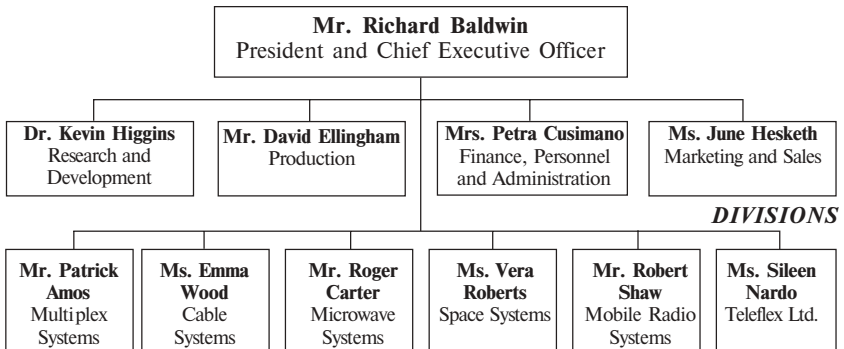 Mr. Richard Baldwin
President and Chief Executive Officer
Dr. Kevin Higgins
Research and
Development
Mr. David Ellingham
Production
Mrs. Petra Cusimano
Finance, Personnel
and Administration
Ms. June Hesketh
Marketing and Sales
DIVISIONS
Mr. Patrick
Amos
Multiplex
Systems
Ms. Emma
Wood
Cable
Systems
Mr. Roger
Carter
Microwave
Systems
Ms. Vera
Roberts
Space Systems
Mr. Robert
Shaw
Mobile Radio
Systems
Ms. Sileen
Nardo
Teleflex Ltd.